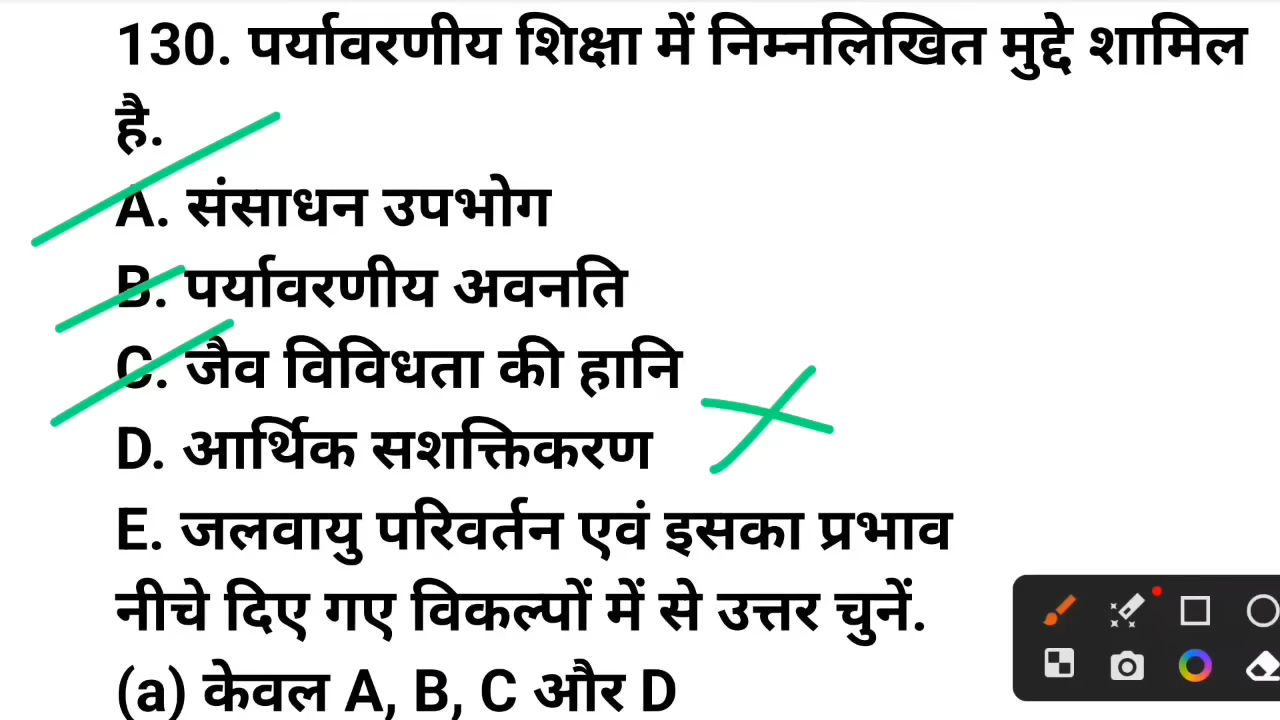 130. पर्यावरणीय शिक्षा में निम्नलिखित मुद्दे शामिल
है.
A. संसाधन उपभोग
B. पर्यावरणीय अवनति
C. जैव विविधता की हानि
D. आर्थिक सशक्तिकरण
E. जलवायु परिवर्तन एवं इसका प्रभाव
नीचे दिए गए विकल्पों में से उत्तर चुनें.
(a) केवल A, B, C और D